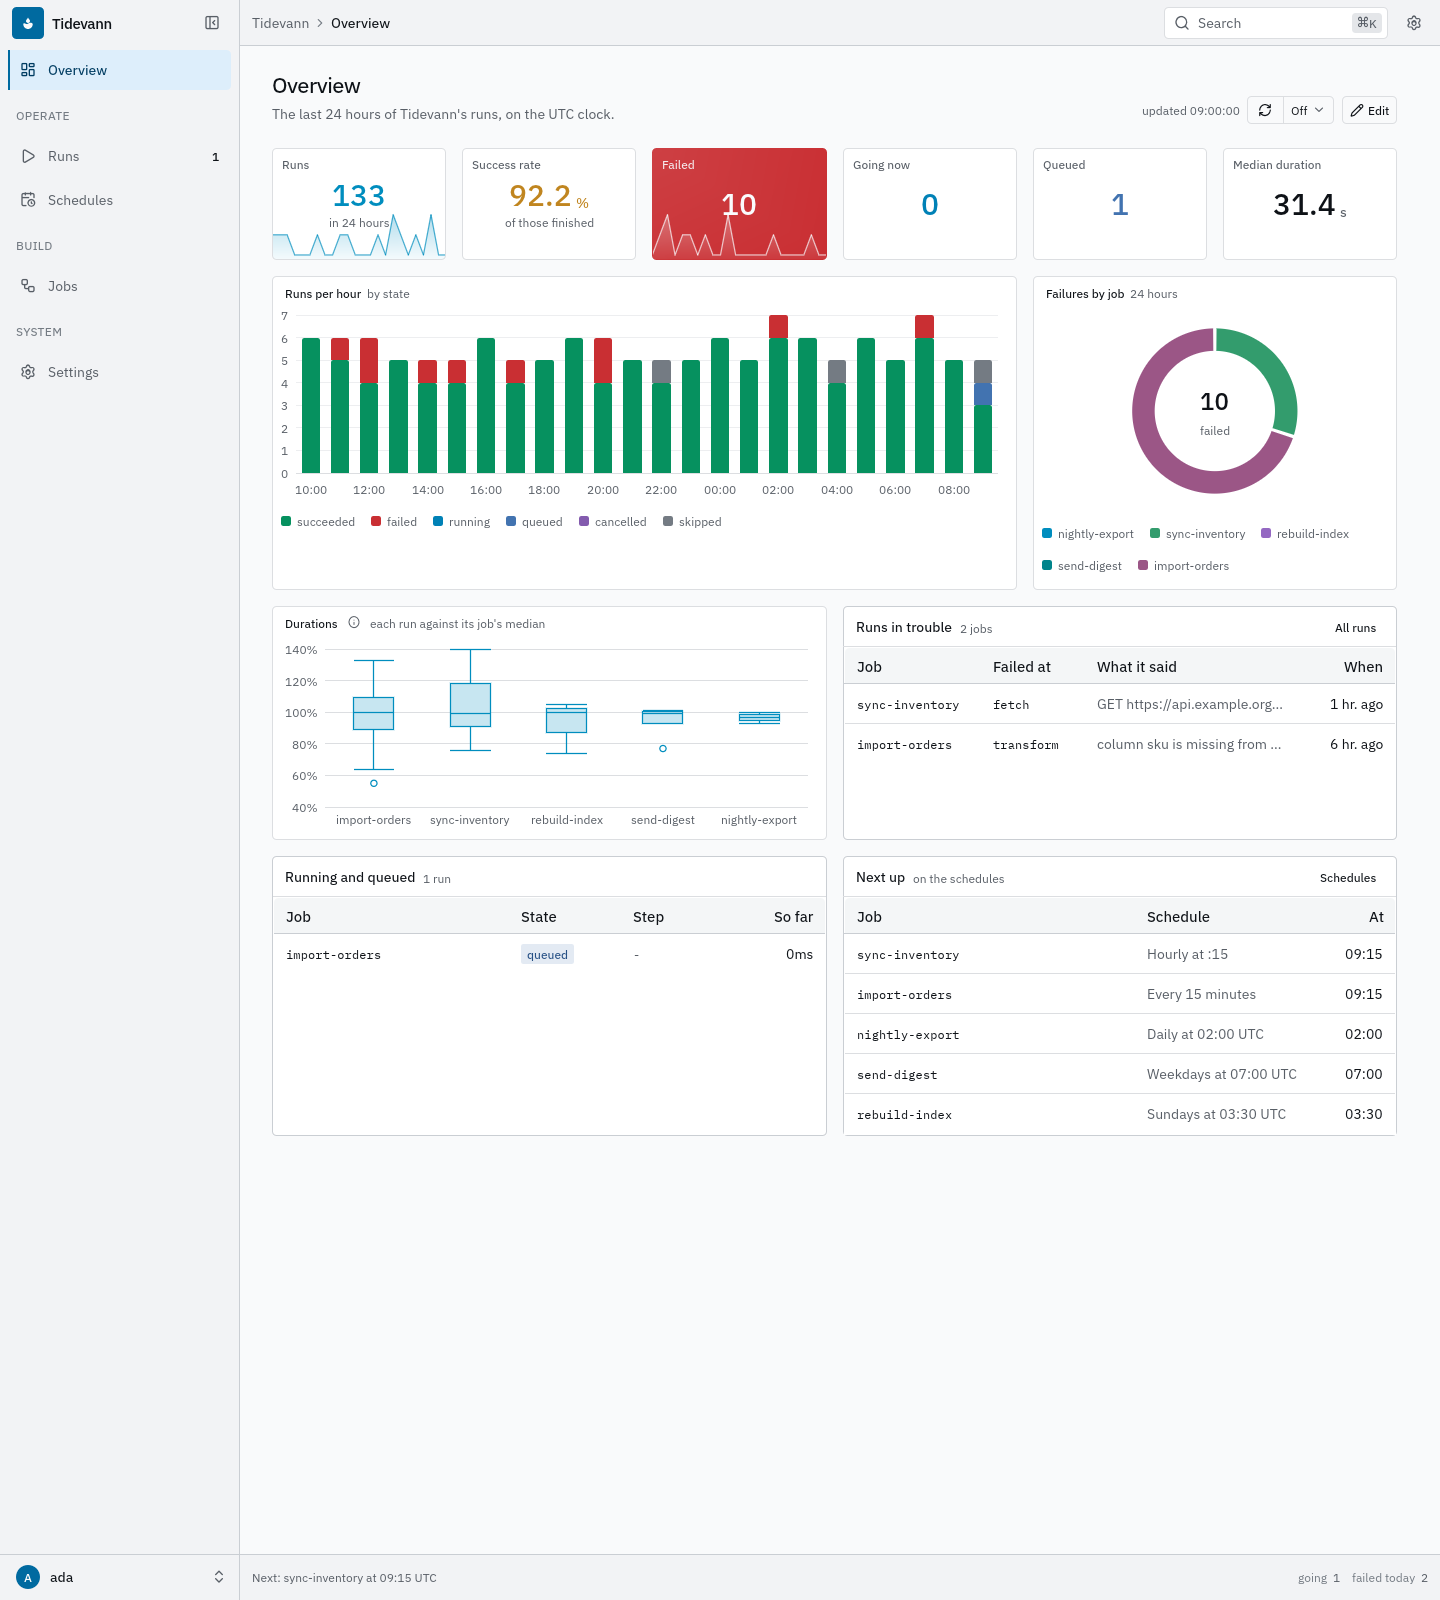 Tidevann
Tidevann > Overview
Search ⌘K
Overview
OPERATE
Runs 1
Schedules
BUILD
Jobs
SYSTEM
Settings
Overview
The last 24 hours of Tidevann's runs, on the UTC clock.
updated 09:00:00 Off Edit
Runs
133
in 24 hours
Success rate
92.2 %
of those finished
Failed
10
Going now
0
Queued
1
Median duration
31.4 s
Runs per hour by state
7
6
5
4
3
2
1
0
10:00 12:00 14:00 16:00 18:00 20:00 22:00 00:00 02:00 04:00 06:00 08:00
succeeded failed running queued cancelled skipped
Failures by job 24 hours
10
failed
nightly-export sync-inventory rebuild-index
send-digest import-orders
Durations each run against its job's median
140%
120%
100%
80%
60%
40%
import-orders sync-inventory rebuild-index send-digest nightly-export
Runs in trouble 2 jobs All runs
Job Failed at What it said When
sync-inventory fetch GET https://api.example.org... 1 hr. ago
import-orders transform column sku is missing from ... 6 hr. ago
Running and queued 1 run
Job State Step So far
import-orders queued - 0ms
Next up on the schedules Schedules
Job Schedule At
sync-inventory Hourly at :15 09:15
import-orders Every 15 minutes 09:15
nightly-export Daily at 02:00 UTC 02:00
send-digest Weekdays at 07:00 UTC 07:00
rebuild-index Sundays at 03:30 UTC 03:30
A ada
Next: sync-inventory at 09:15 UTC
going 1 failed today 2